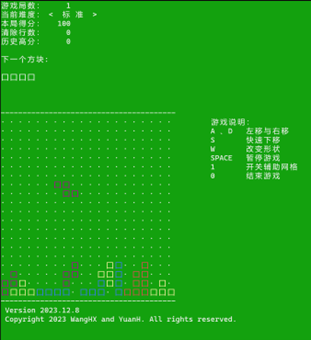 游戏局数: 1
当前难度: < 标 准 >
本局得分: 100
清除行数: 0
历史高分: 0
下一个方块:
游戏说明:
A 、D 左移与右移
S 快速下移
W 改变形状
SPACE 暂停游戏
1 开关辅助网格
0 结束游戏
Version 2023.12.8
Copyright 2023 WangHX and YuanH. All rights reserved.